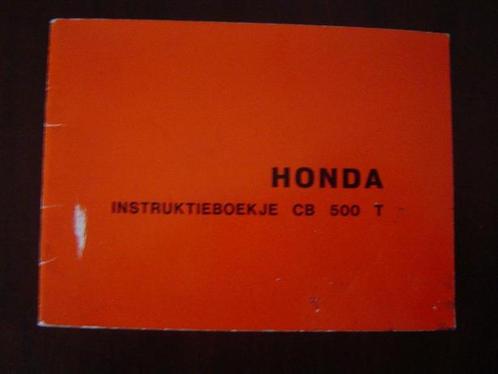 HONDA
INSTRUKTIEBOEKJE CB 500 T